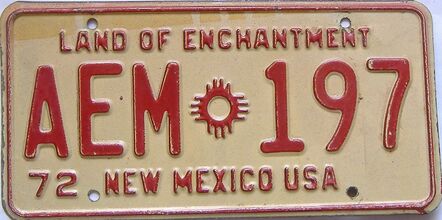 LAND OF ENCHANTMENT
AEM 197
72 NEW MEXICO USA